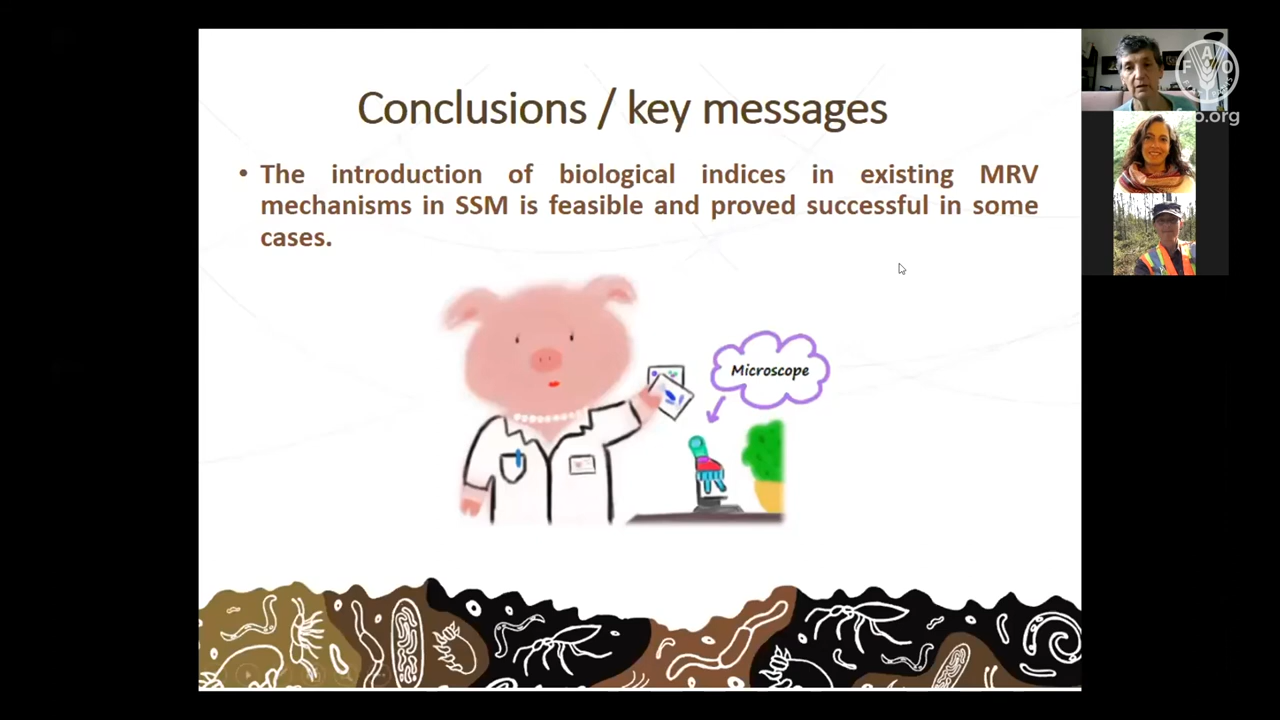 Conclusions / key messages
• The introduction of biological indices in existing MRV
mechanisms in SSM is feasible and proved successful in some
cases.
Microscope
F A O